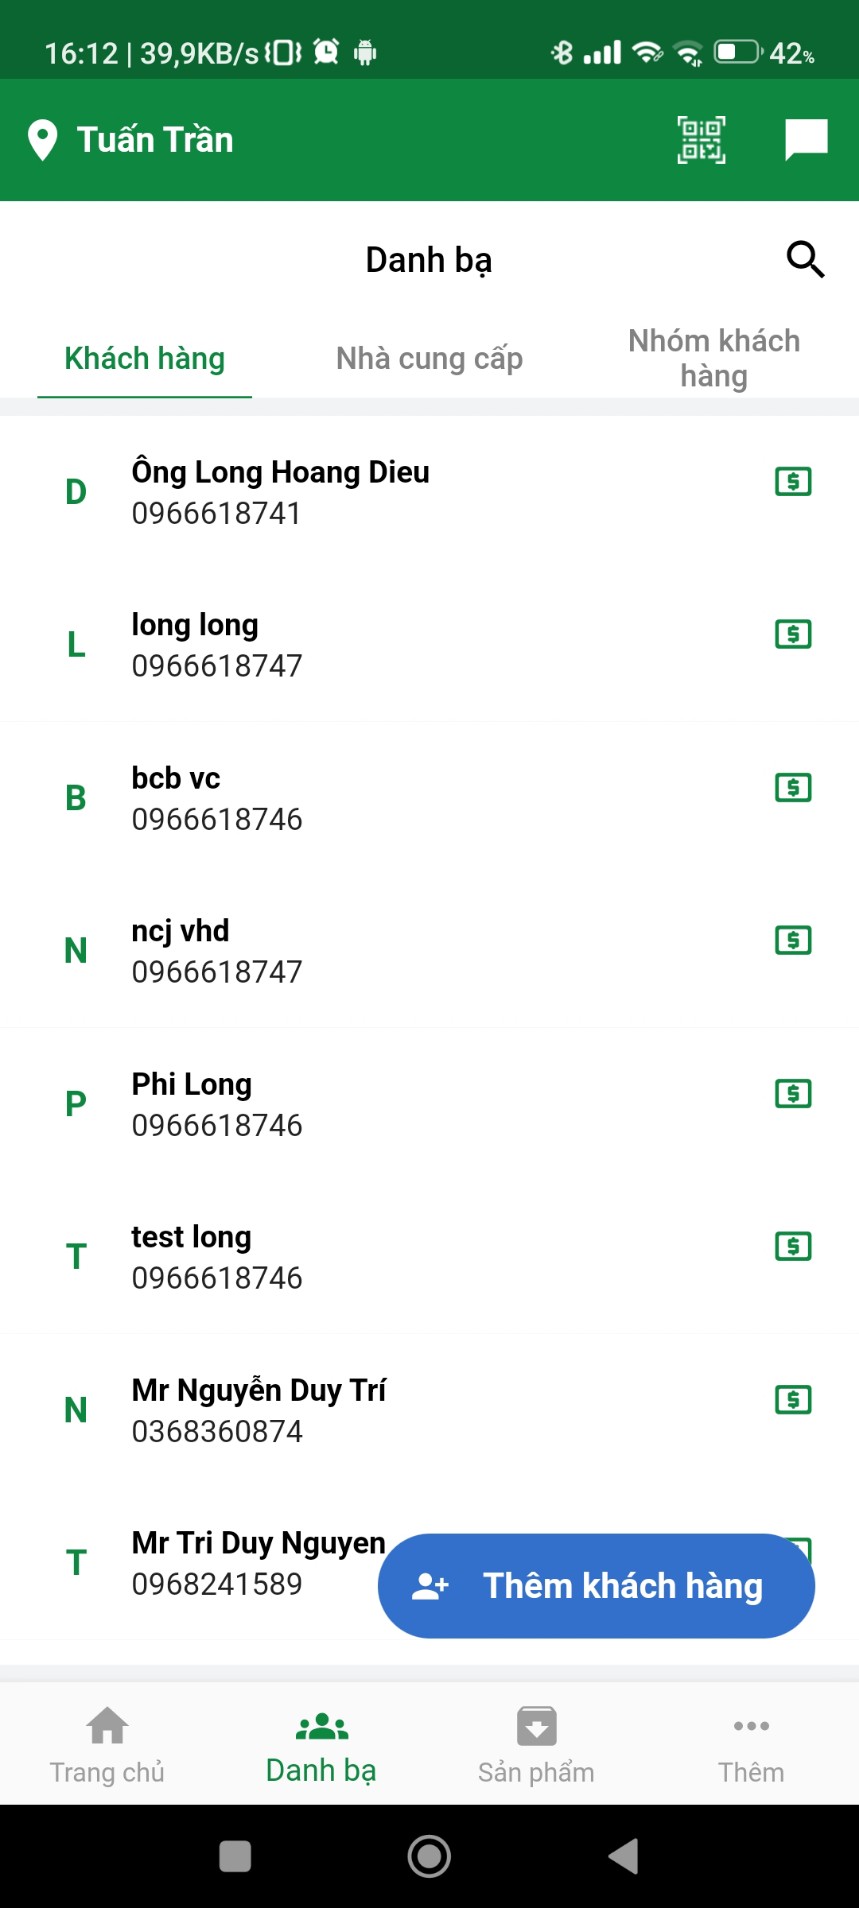 16:12 | 39,9KB/s 42%
Tuấn Trần
Danh bạ
Khách hàng
Nhà cung cấp
Nhóm khách
hàng
D
Ông Long Hoang Dieu
0966618741
L
long long
0966618747
B
bcb vc
0966618746
N
ncj vhd
0966618747
P
Phi Long
0966618746
T
test long
0966618746
N
Mr Nguyễn Duy Trí
0368360874
T
Mr Tri Duy Nguyen
0968241589
Thêm khách hàng
Trang chủ
Danh bạ
Sản phẩm
Thêm